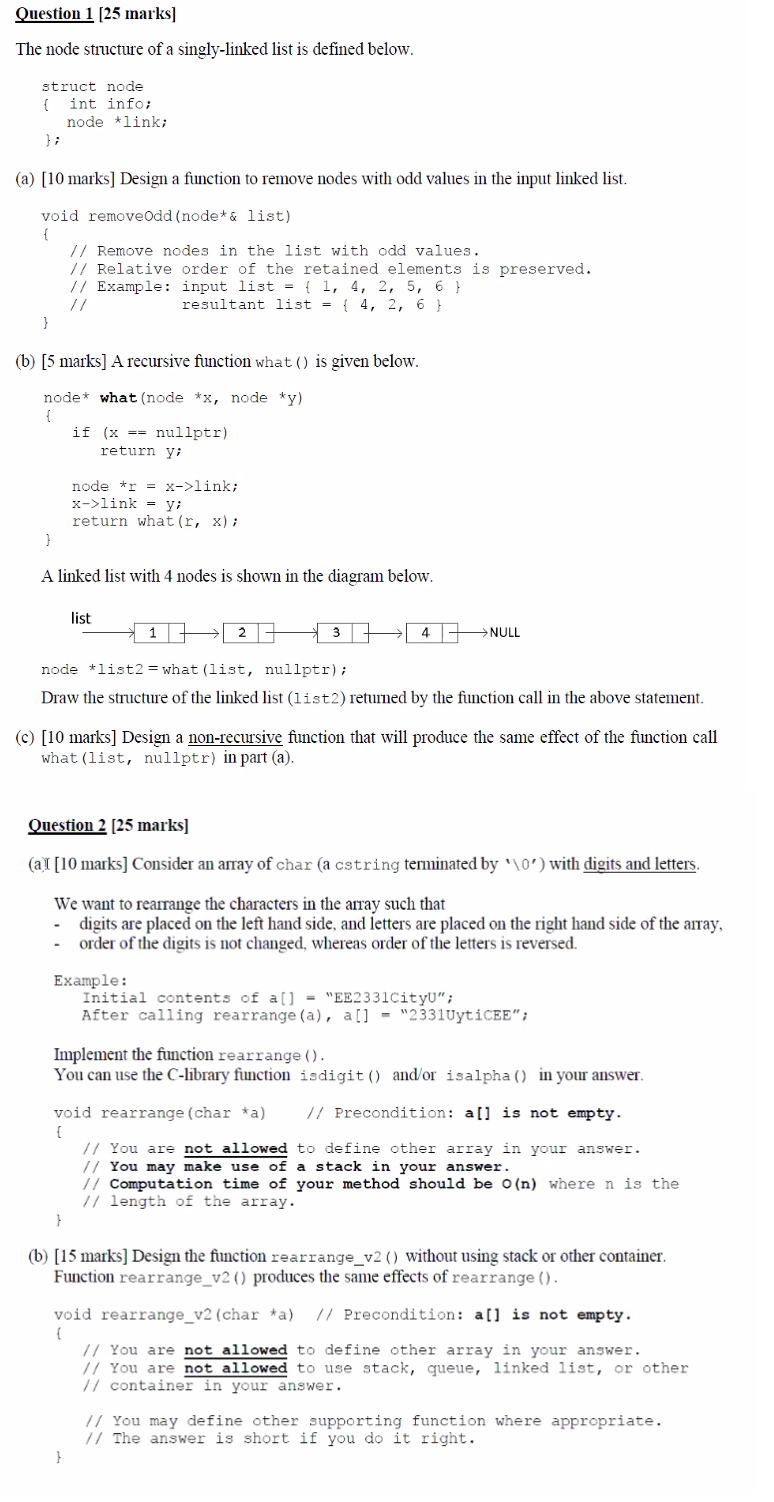 Question 1 [25 marks]
The node structure of a singly-linked list is defined below.
struct node
{ int info;
node *link;
};
(a) [10 marks] Design a function to remove nodes with odd values in the input linked list.
void removeOdd(node*& list)
{
// Remove nodes in the list with odd values.
// Relative order of the retained elements is preserved.
// Example: input list = { 1, 4, 2, 5, 6 }
// resultant list = { 4, 2, 6 }
}
(b) [5 marks] A recursive function what() is given below.
node* what(node *x, node *y)
{
if (x == nullptr)
return y;
node *r = x->link;
x->link = y;
return what(r, x);
}
A linked list with 4 nodes is shown in the diagram below.
list
1 2 3 4 NULL
node *list2 = what(list, nullptr);
Draw the structure of the linked list (list2) returned by the function call in the above statement.
(c) [10 marks] Design a non-recursive function that will produce the same effect of the function call
what(list, nullptr) in part (a).
Question 2 [25 marks]
(a) [10 marks] Consider an array of char (a cstring terminated by '\0') with digits and letters.
We want to rearrange the characters in the array such that
- digits are placed on the left hand side, and letters are placed on the right hand side of the array,
- order of the digits is not changed, whereas order of the letters is reversed.
Example:
Initial contents of a[] = "EE2331CityU";
After calling rearrange(a), a[] = "2331UytiCEE";
Implement the function rearrange().
You can use the C-library function isdigit() and/or isalpha() in your answer.
void rearrange(char *a) // Precondition: a[] is not empty.
{
// You are not allowed to define other array in your answer.
// You may make use of a stack in your answer.
// Computation time of your method should be O(n) where n is the
// length of the array.
}
(b) [15 marks] Design the function rearrange_v2() without using stack or other container.
Function rearrange_v2() produces the same effects of rearrange().
void rearrange_v2(char *a) // Precondition: a[] is not empty.
{
// You are not allowed to define other array in your answer.
// You are not allowed to use stack, queue, linked list, or other
// container in your answer.
// You may define other supporting function where appropriate.
// The answer is short if you do it right.
}